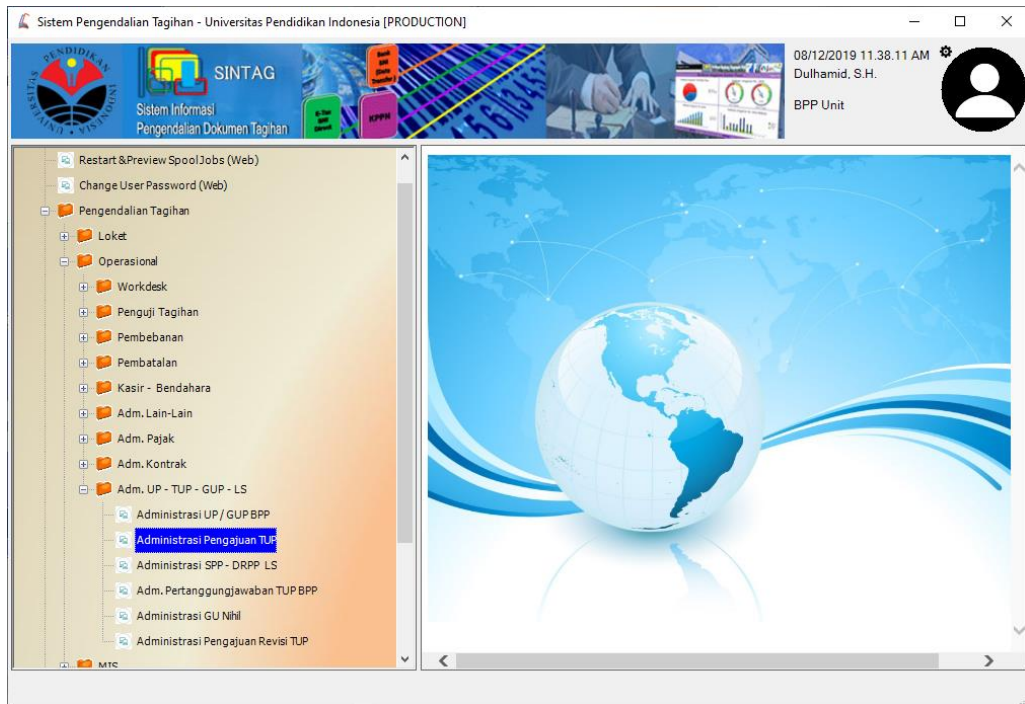 Sistem Pengendalian Tagihan - Universitas Pendidikan Indonesia [PRODUCTION]
UNIVERSITAS PENDIDIKAN INDONESIA
SINTAG
Sistem Informasi
Pengendalian Dokumen Tagihan
KPPN
08/12/2019 11.38.11 AM
Dulhamid, S.H.
BPP Unit
Restart & Preview Spool Jobs (Web)
Change User Password (Web)
Pengendalian Tagihan
Loket
Operasional
Workdesk
Penguji Tagihan
Pembebanan
Pembatalan
Kasir - Bendahara
Adm. Lain-Lain
Adm. Pajak
Adm. Kontrak
Adm. UP - TUP - GUP - LS
Administrasi UP / GUP BPP
Administrasi Pengajuan TUP
Administrasi SPP - DRPP LS
Adm. Pertanggungjawaban TUP BPP
Administrasi GU Nihil
Administrasi Pengajuan Revisi TUP
MIS